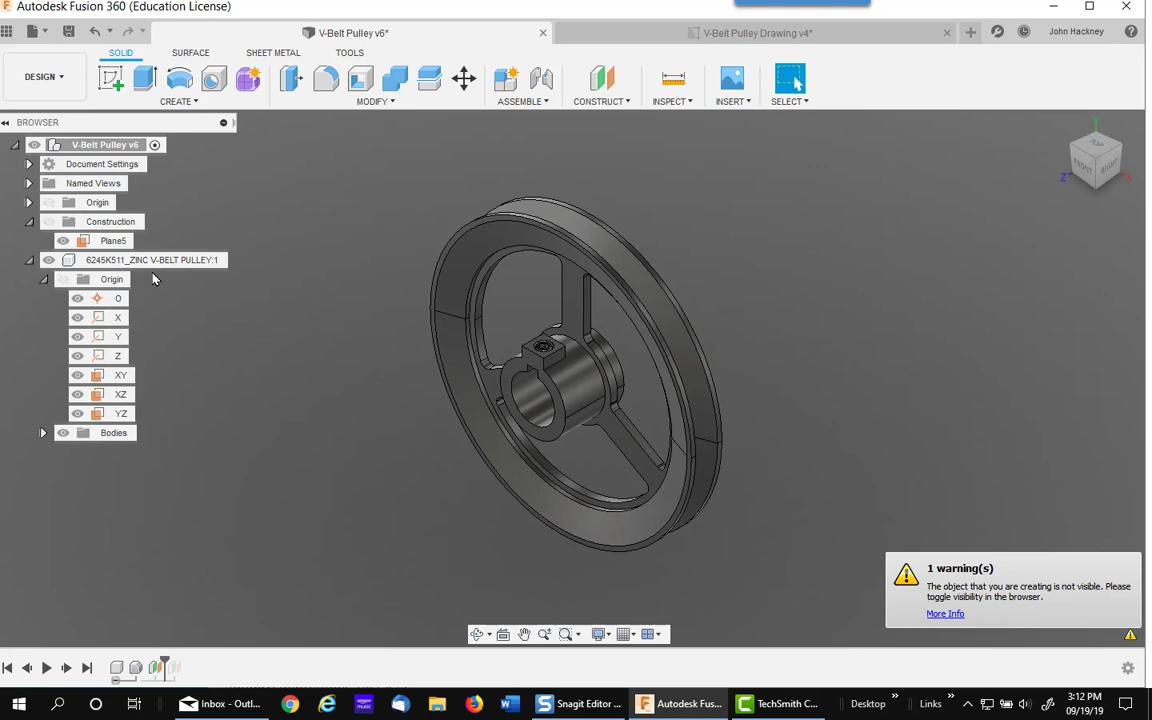 Autodesk Fusion 360 (Education License)
V-Belt Pulley v6*
V-Belt Pulley Drawing v4*
John Hackney
SOLID SURFACE SHEET METAL TOOLS
DESIGN
CREATE MODIFY ASSEMBLE CONSTRUCT INSPECT INSERT SELECT
BROWSER
V-Belt Pulley v6
Document Settings
Named Views
Origin
Construction
Plane5
6245K511_ZINC V-BELT PULLEY:1
Origin
O
X
Y
Z
XY
XZ
YZ
Bodies
Y
TOP
FRONT
RIGHT
Z
X
1 warning(s)
The object that you are creating is not visible. Please
toggle visibility in the browser.
More Info
Inbox - Outl...
Snagit Editor ...
Autodesk Fus...
TechSmith C...
Desktop
Links
3:12 PM
09/19/19